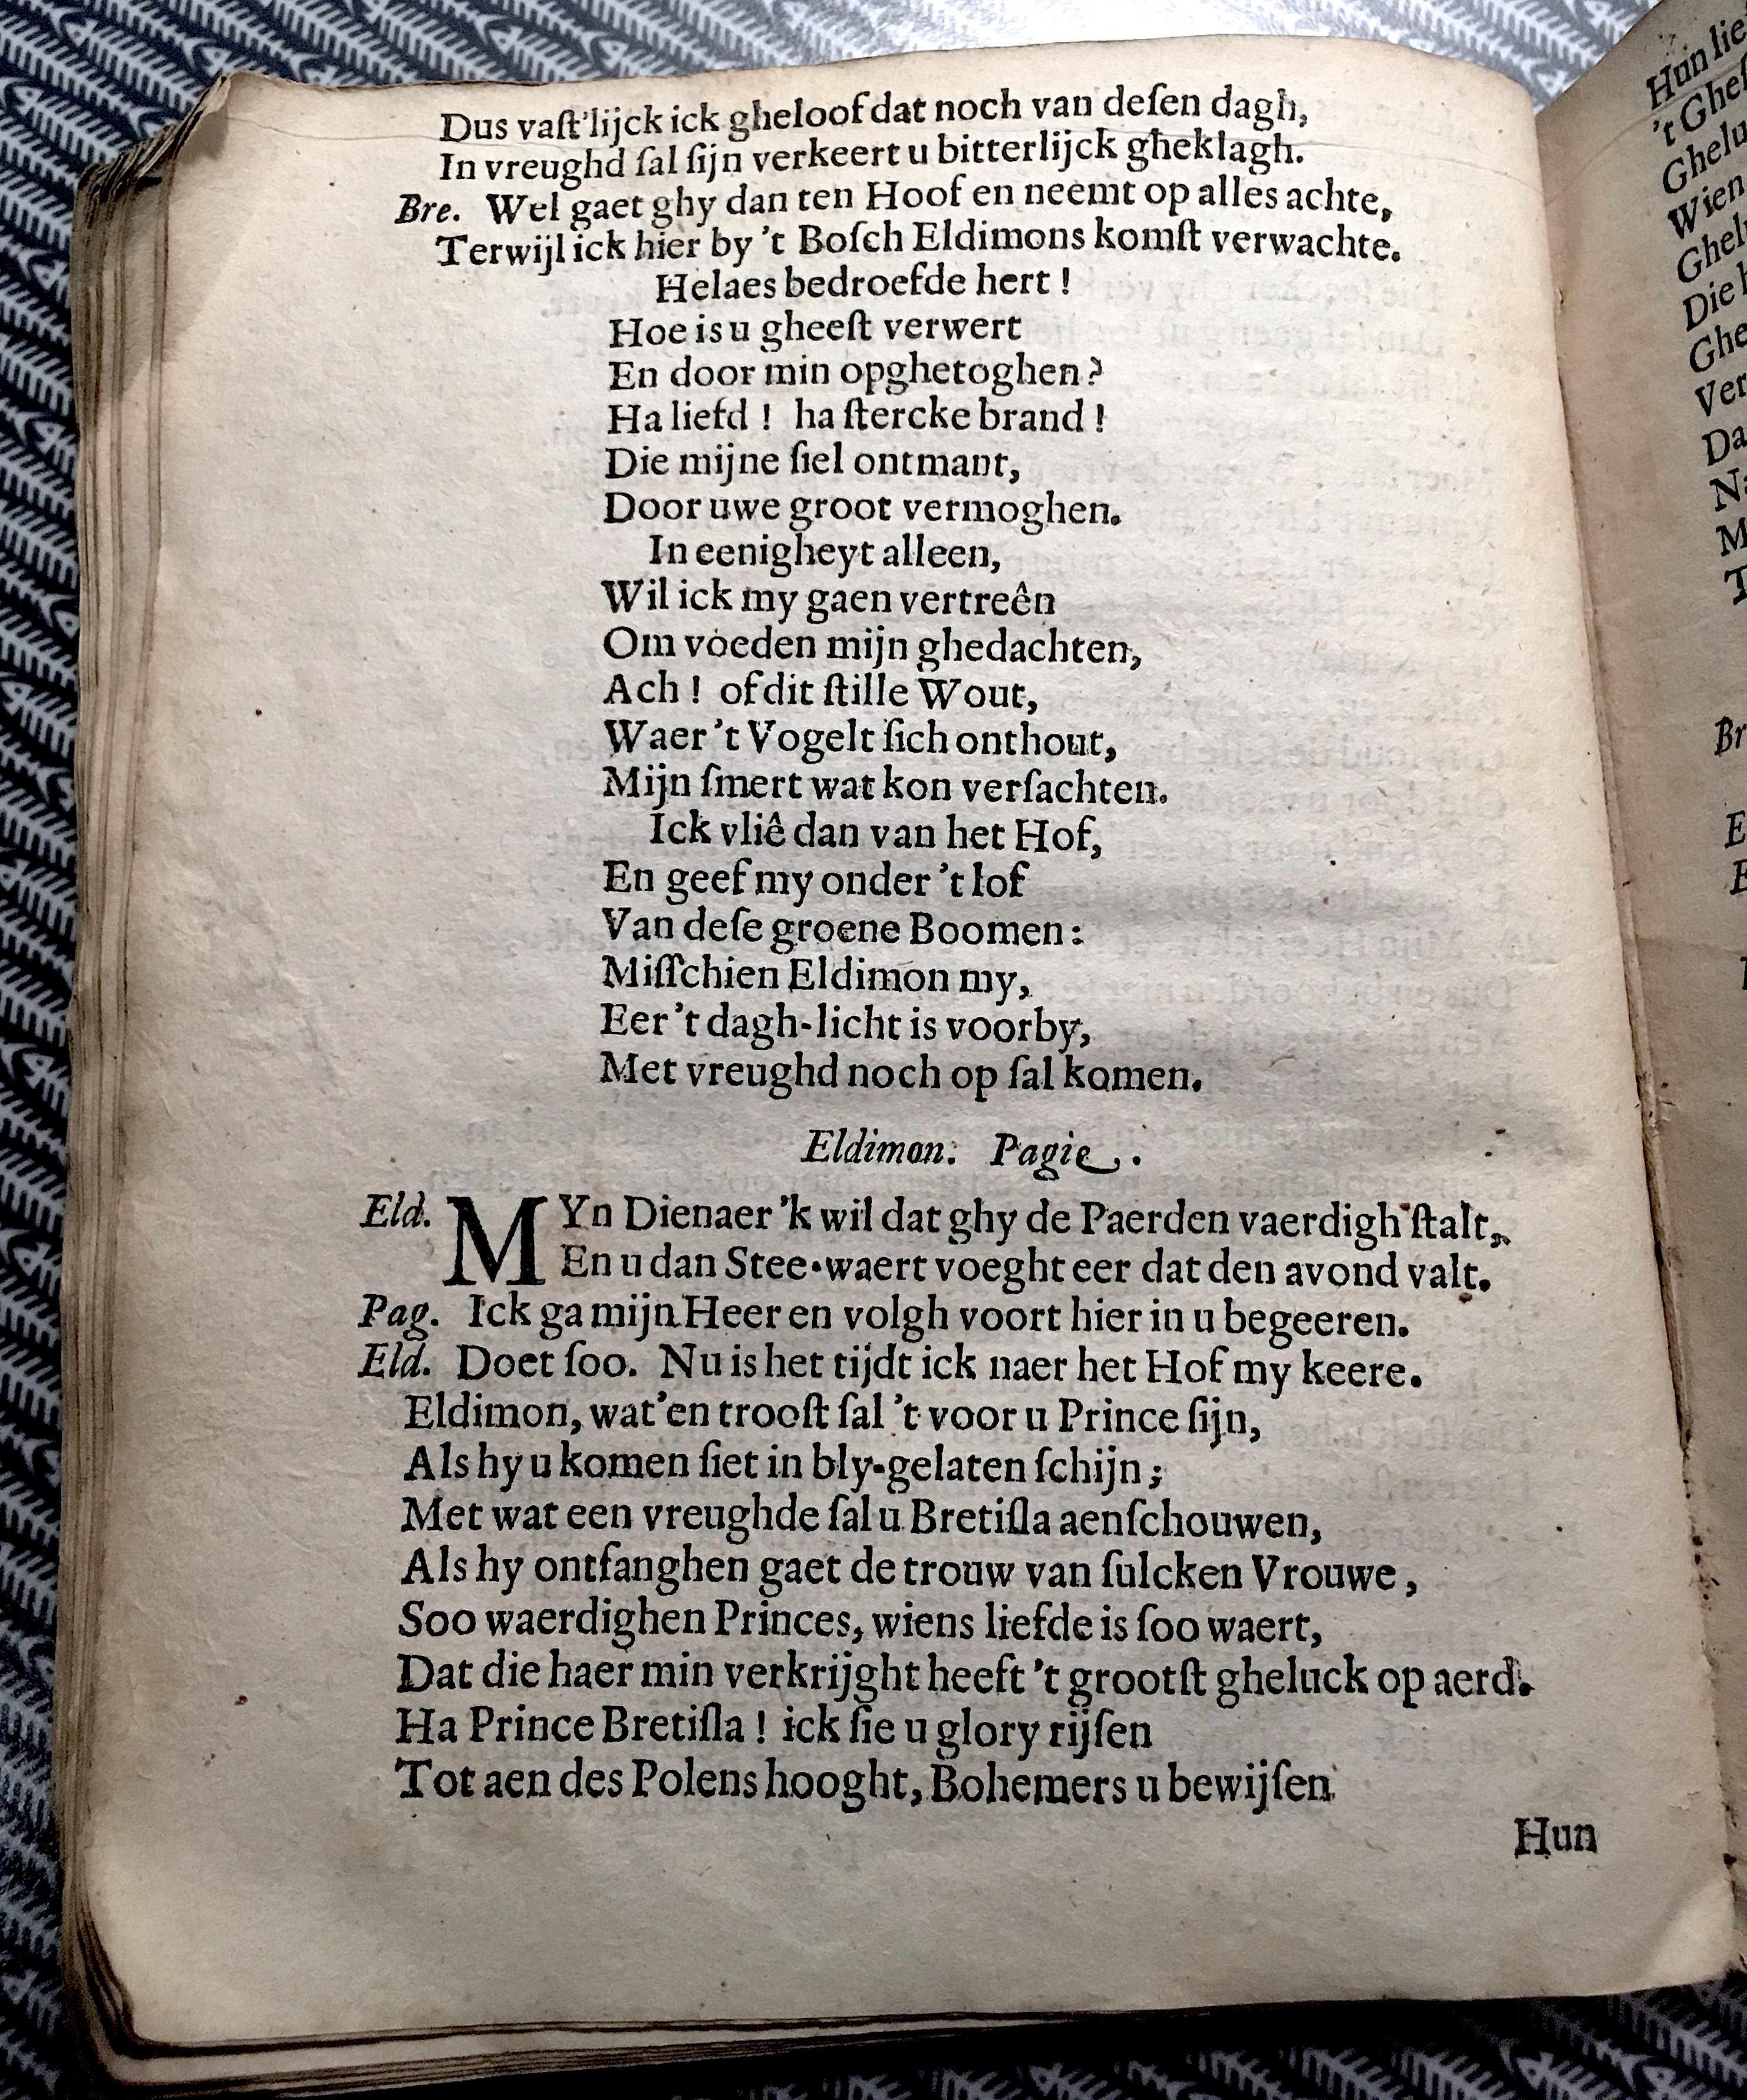 Dus vaſt'lijck ick gheloof dat noch van deſen dagh,
In vreughd ſal ſijn verkeert u bitterlijck gheklagh.
Bre. Wel gaet ghy dan ten Hoof en neemt op alles achte,
Terwijl ick hier by 't Boſch Eldimons komſt verwachte.
Helaes bedroefde hert !
Hoe is u gheeſt verwert
En door min opghetoghen ?
Ha liefd ! ha ſtercke brand !
Die mijne ſiel ontmant,
Door uwe groot vermoghen.
In eenigheyt alleen,
Wil ick my gaen vertreên
Om voeden mijn ghedachten,
Ach ! of dit ſtille Wout,
Waer 't Vogelt ſich onthout,
Mijn ſmert wat kon verſachten.
Ick vliê dan van het Hof,
En geef my onder 't lof
Van deſe groene Boomen :
Miſſchien Eldimon my,
Eer 't dagh-licht is voorby,
Met vreughd noch op ſal komen.
Eldimon. Pagie.
Eld. MYn Dienaer 'k wil dat ghy de Paerden vaerdigh ſtalt,
En u dan Stee-waert voeght eer dat den avond valt.
Pag. Ick ga mijn Heer en volgh voort hier in u begeeren.
Eld. Doet ſoo. Nu is het tijdt ick naer het Hof my keere.
Eldimon, wat'en trooſt ſal 't voor u Prince ſijn,
Als hy u komen ſiet in bly-gelaten ſchijn ;
Met wat een vreughde ſal u Bretiſla aenſchouwen,
Als hy ontfanghen gaet de trouw van ſulcken Vrouwe,
Soo waerdighen Princes, wiens liefde is ſoo waert,
Dat die haer min verkrijght heeft 't grootſt gheluck op aerd.
Ha Prince Bretiſla ! ick ſie u glory rijſen
Tot aen des Polens hooght, Bohemers u bewijſen
Hun
Hun
't
Wien
Die